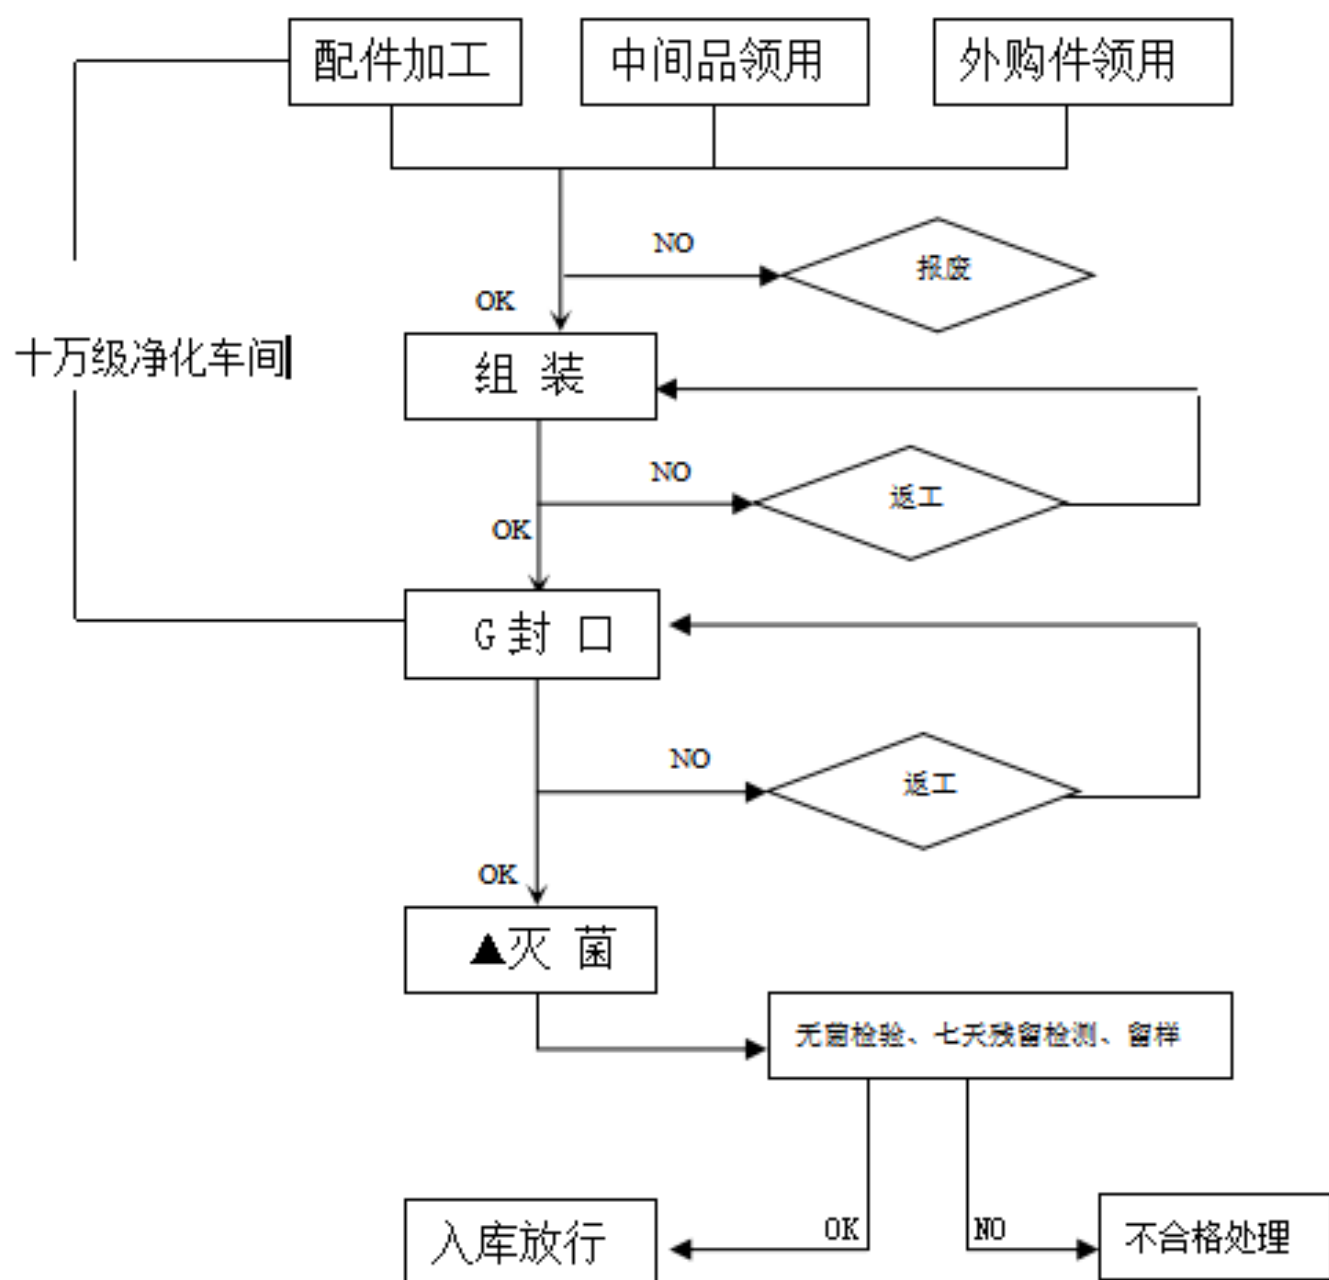 配件加工
中间品领用
外购件领用
NO
报废
OK
十万级净化车间
组 装
NO
返工
OK
G封 口
NO
返工
OK
▲灭 菌
无菌检验、七天残留检测、留样
入库放行
OK
NO
不合格处理